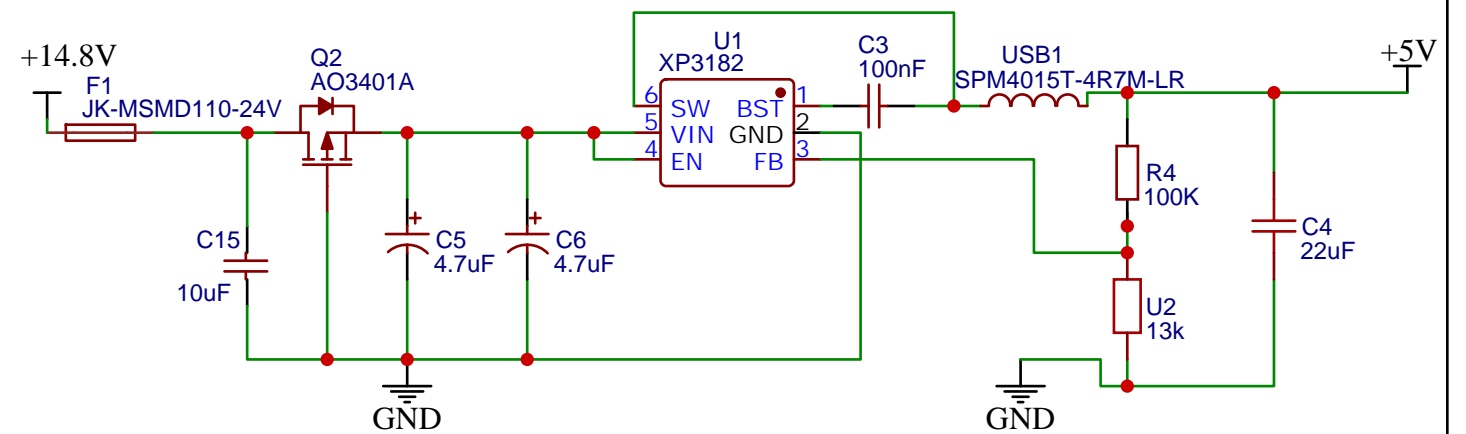 +14.8V
F1
JK-MSMD110-24V
Q2
AO3401A
U1
XP3182
C3
100nF
USB1
SPM4015T-4R7M-LR
+5V
6 SW BST 1
5 VIN GND 2
4 EN FB 3
R4
100K
C15
10uF
+
C5
4.7uF
+
C6
4.7uF
C4
22uF
U2
13k
GND
GND